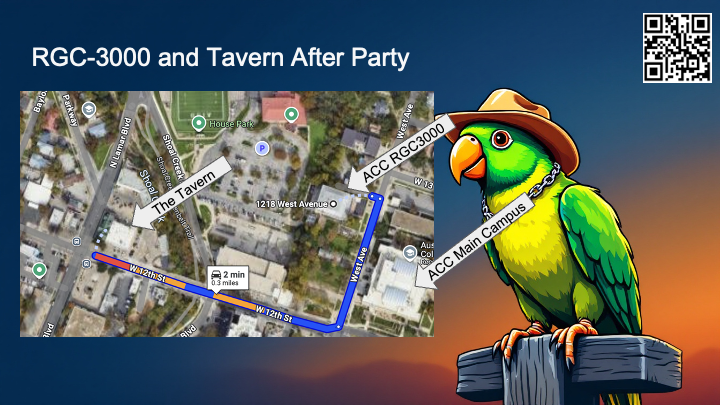 RGC-3000 and Tavern After Party
Baylor
Parkway
N Lamar Blvd
House Park
P
West Ave
Shoal Creek
Shoal Creek
The Tavern
ACC RGC3000
1218 West Avenue
W 13
ACC Main Campus
Aus
Col
West Ave
2 min
0.3 miles
W 12th St
W 12th St
Blvd
lvd